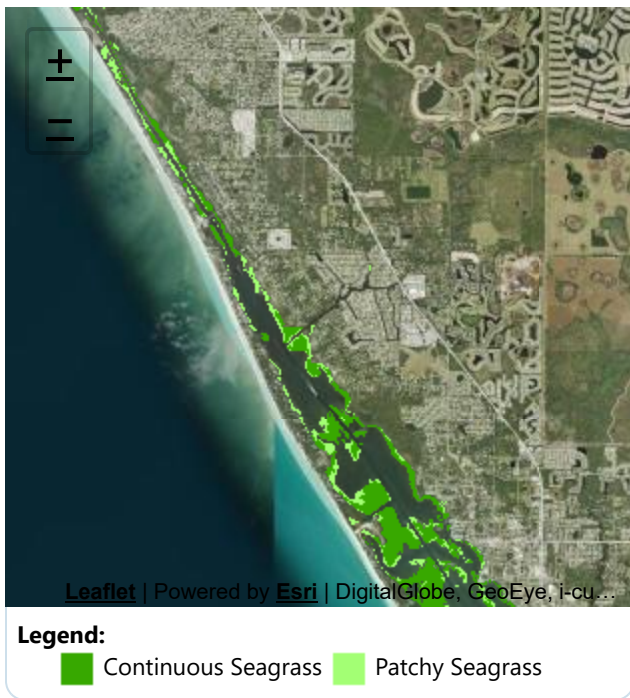 +
−
Leaflet | Powered by Esri | DigitalGlobe, GeoEye, i-cu…
Legend:
Continuous Seagrass Patchy Seagrass